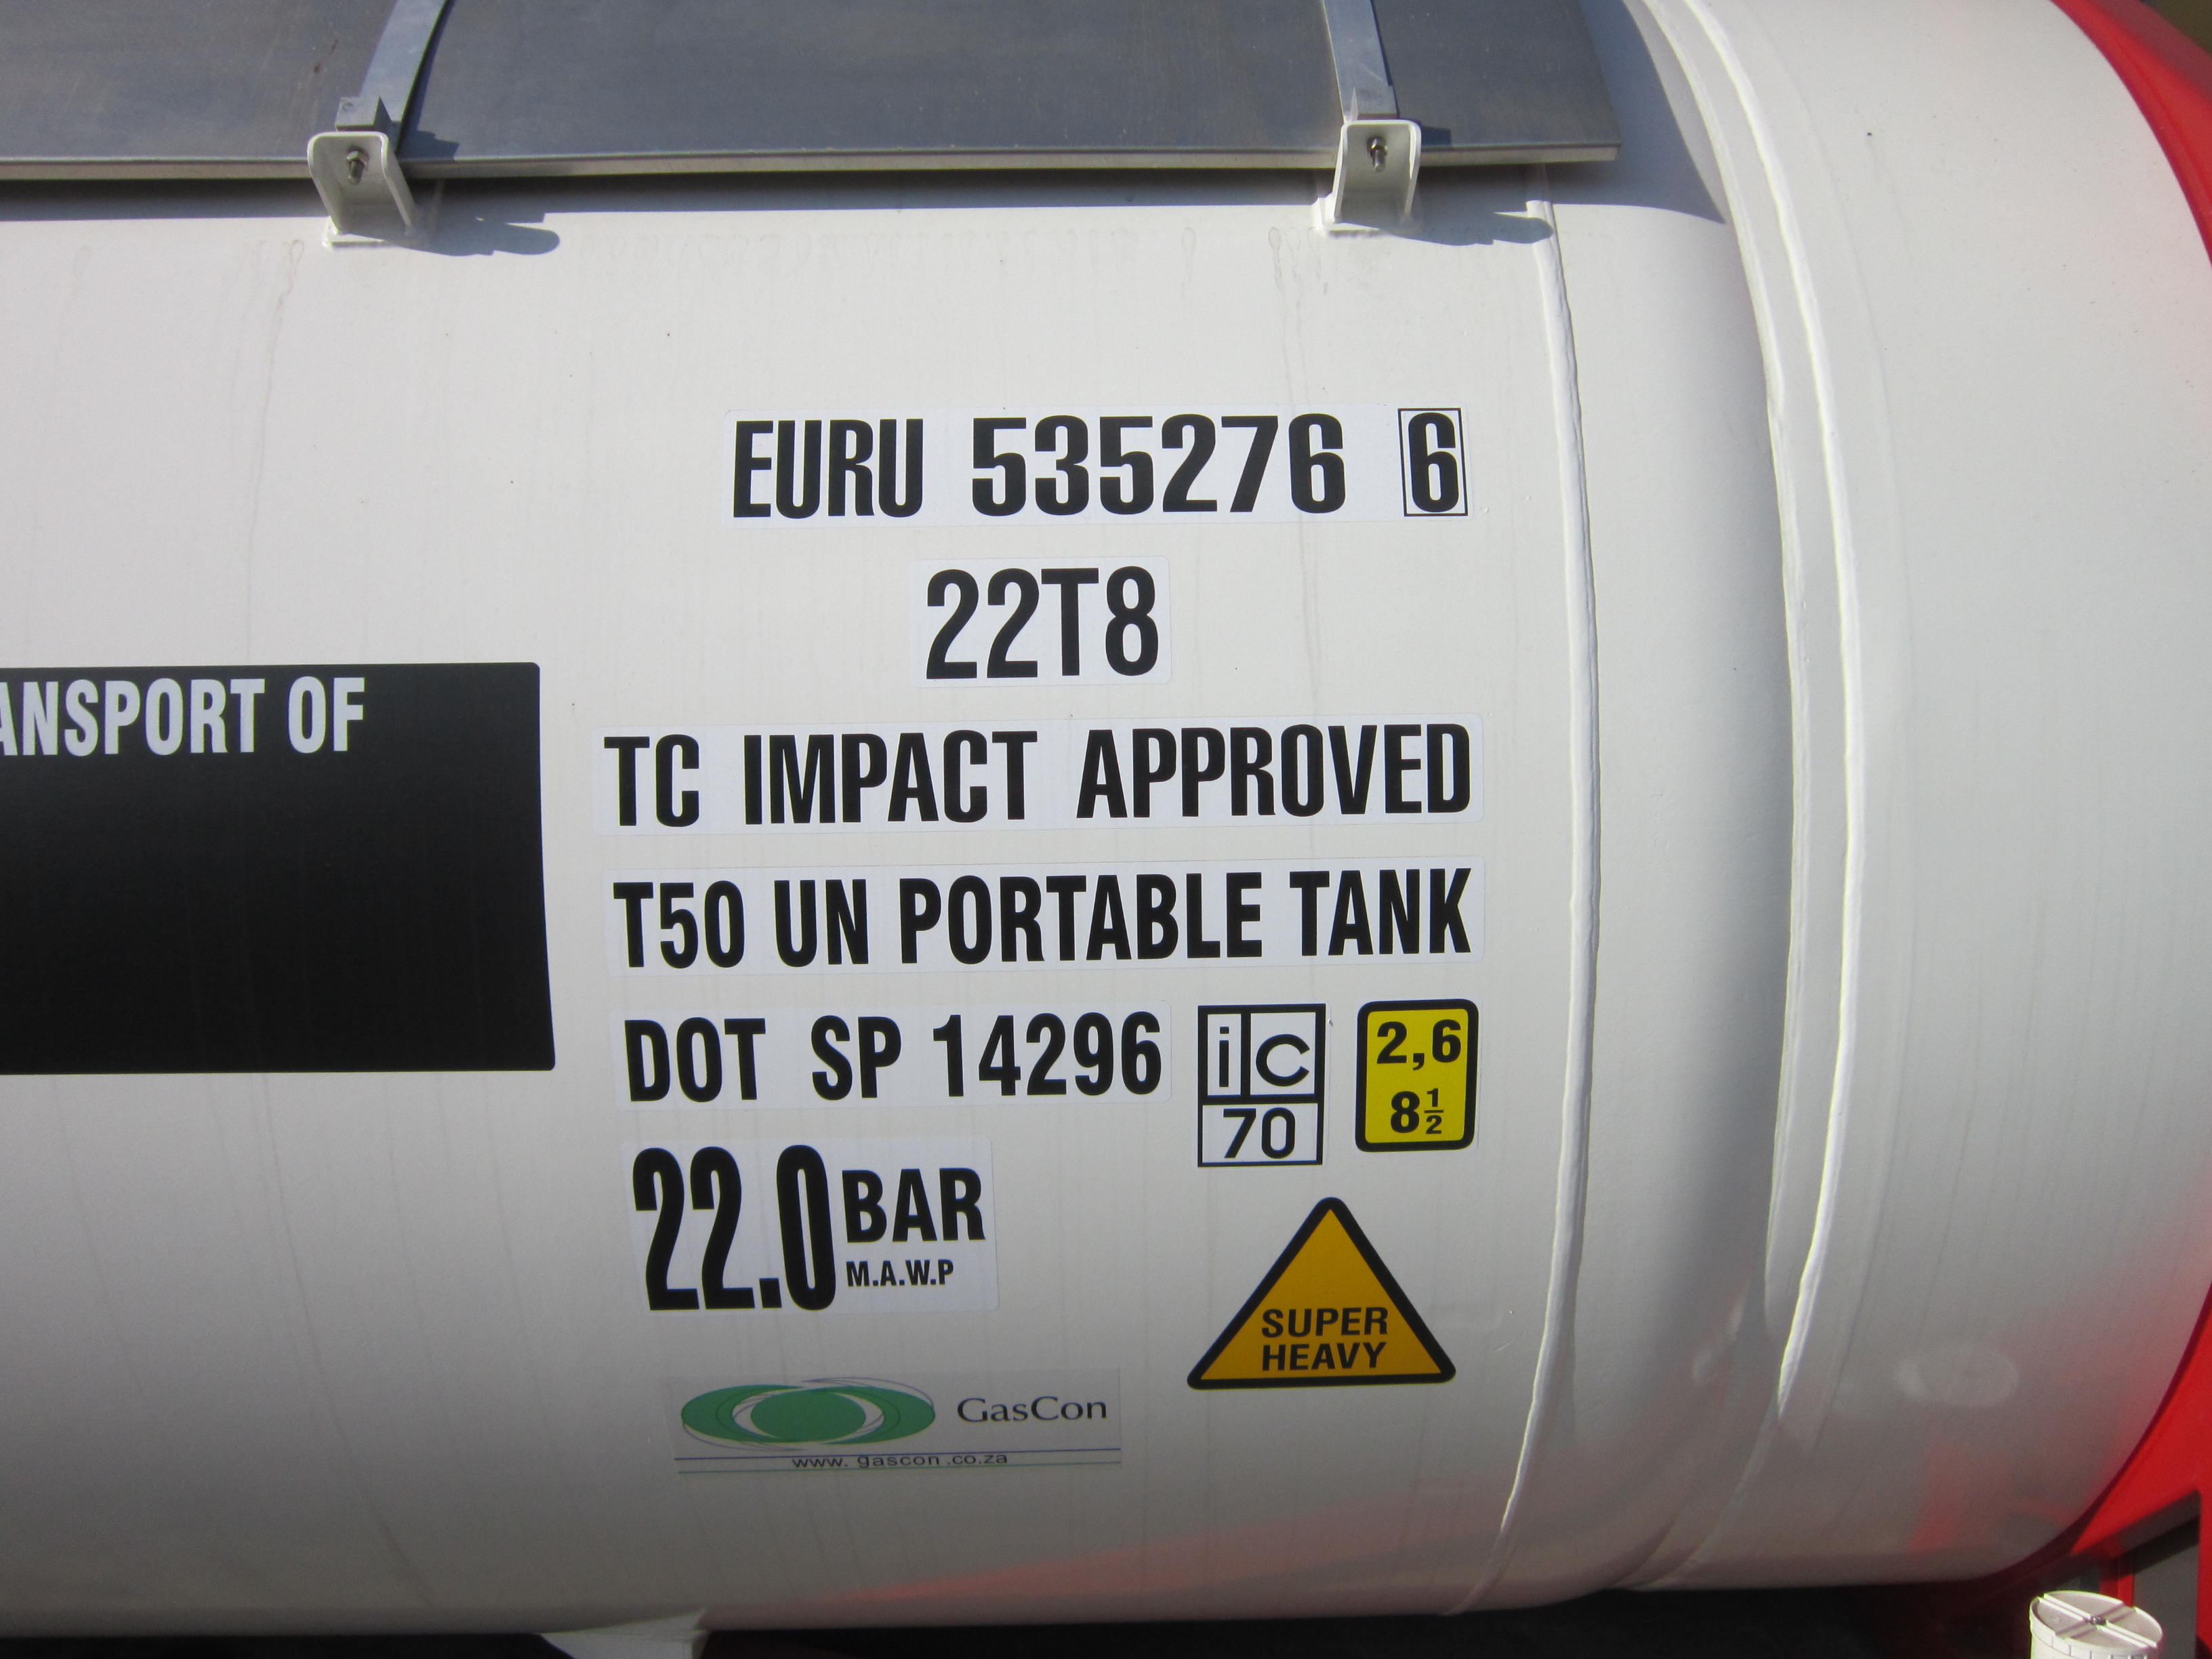 EURU 535276 6
22T8
ANSPORT OF
TC IMPACT APPROVED
T50 UN PORTABLE TANK
DOT SP 14296
ic
70
2,6
8½
22.0 BAR
M.A.W.P
SUPER
HEAVY
GasCon
www.gascon.co.za